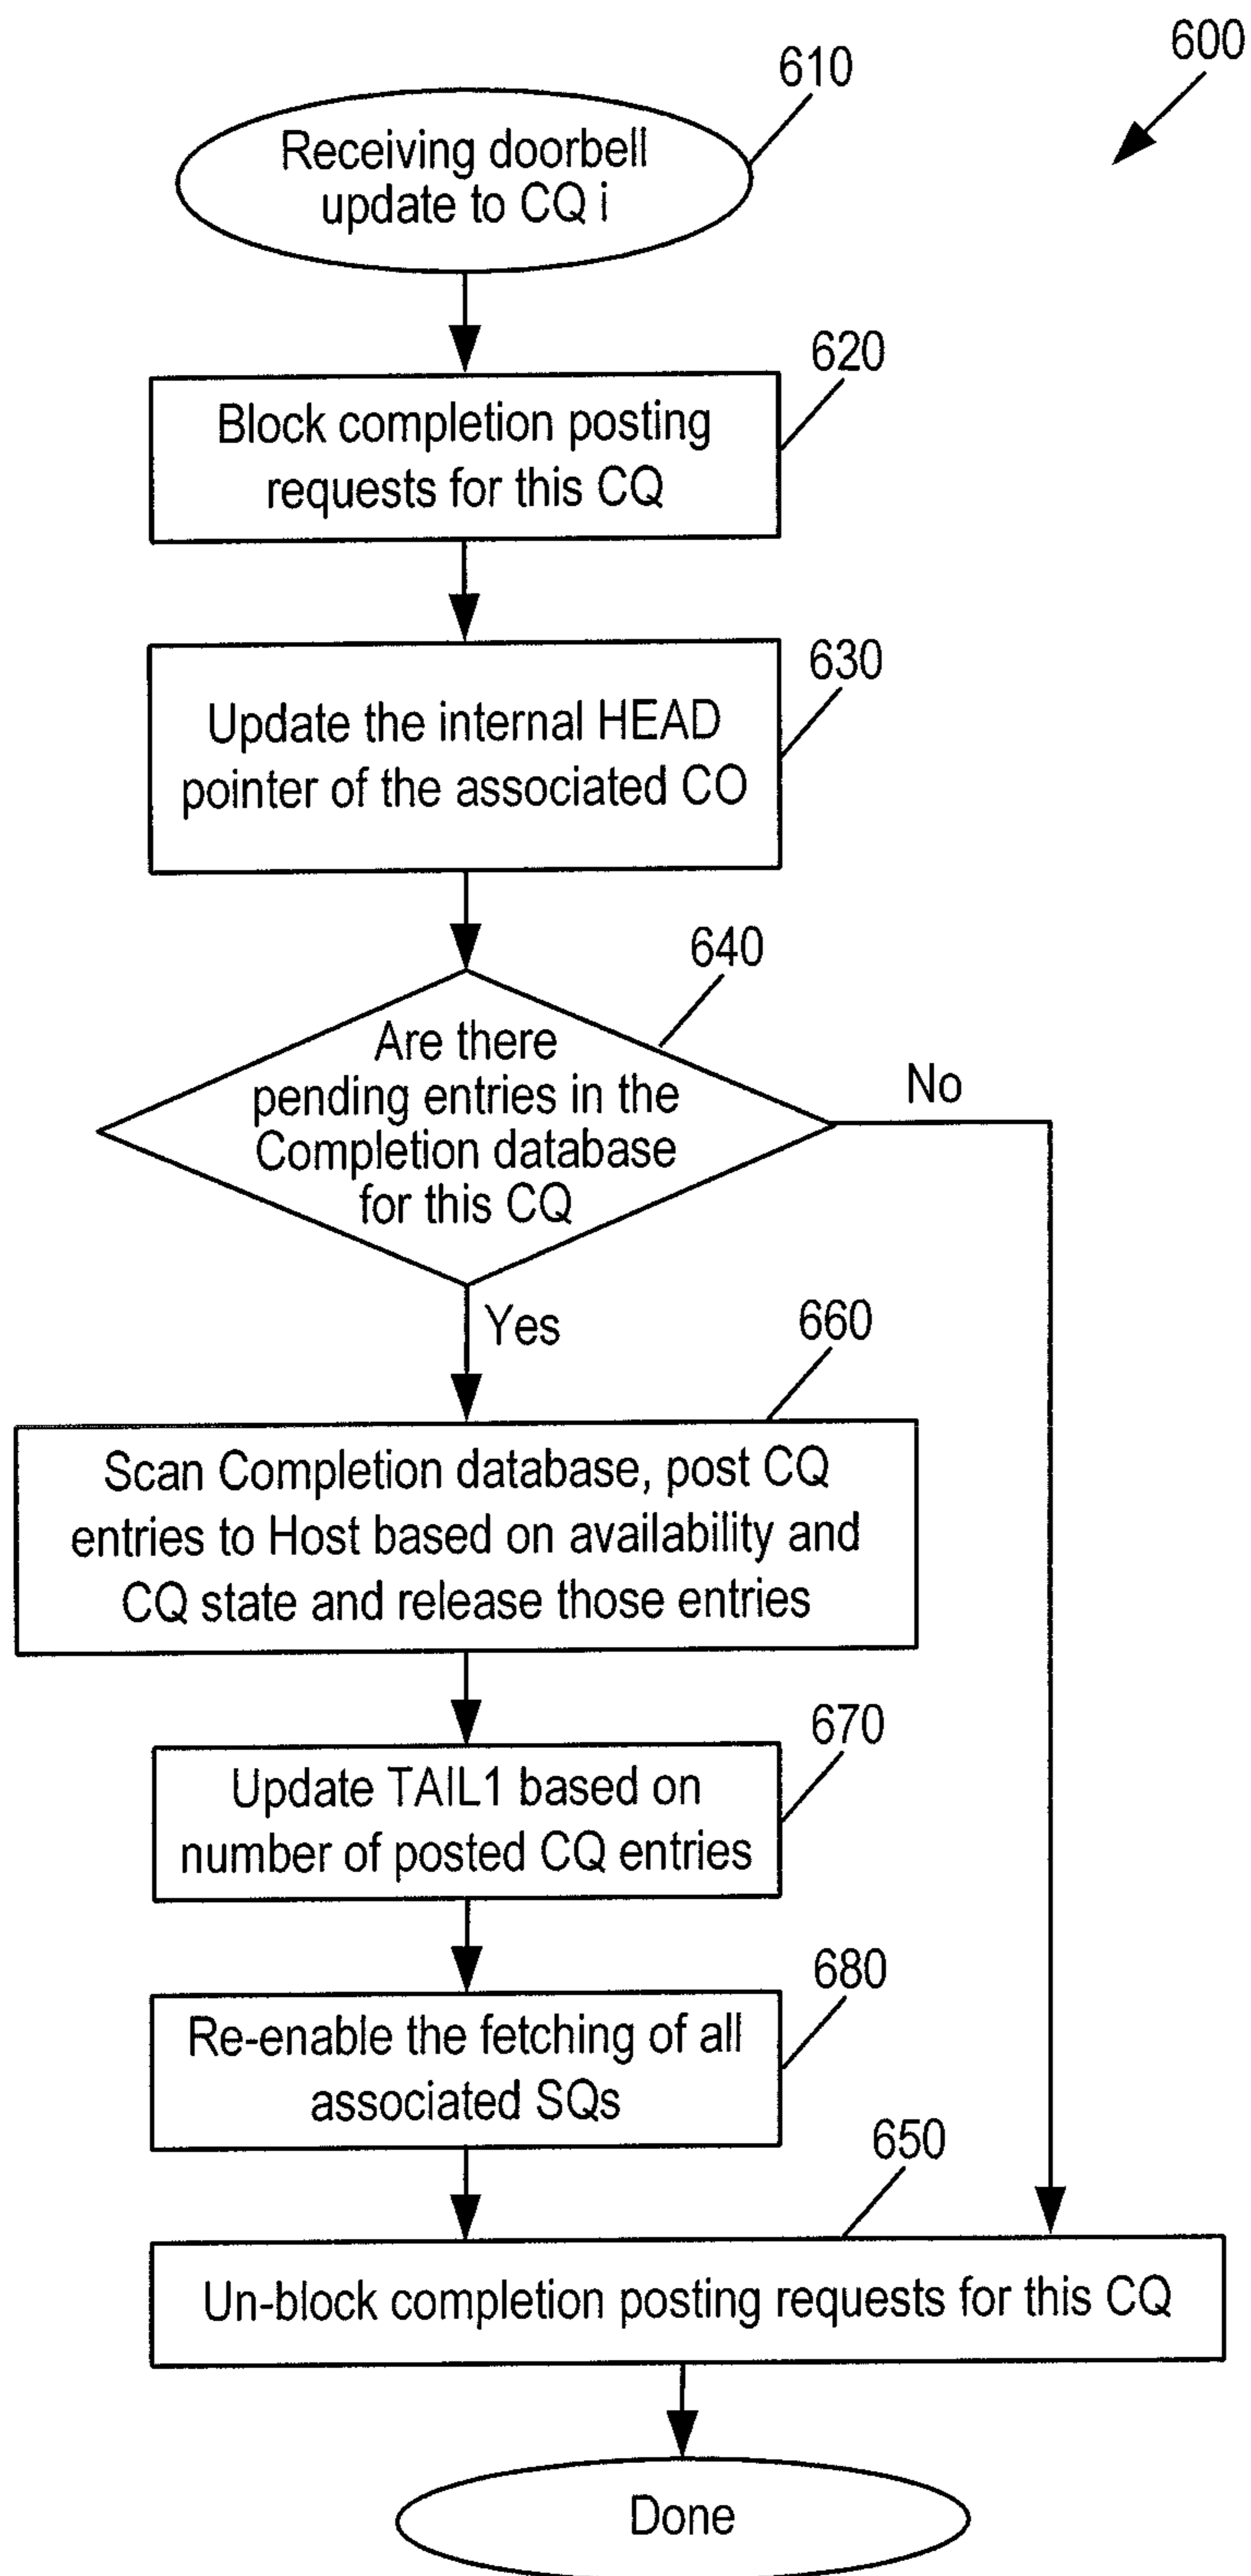 600
610
Receiving doorbell
update to CQ i
620
Block completion posting
requests for this CQ
630
Update the internal HEAD
pointer of the associated CO
640
Are there
pending entries in the
Completion database
for this CQ
No
Yes
660
Scan Completion database, post CQ
entries to Host based on availability and
CQ state and release those entries
670
Update TAIL1 based on
number of posted CQ entries
680
Re-enable the fetching of all
associated SQs
650
Un-block completion posting requests for this CQ
Done